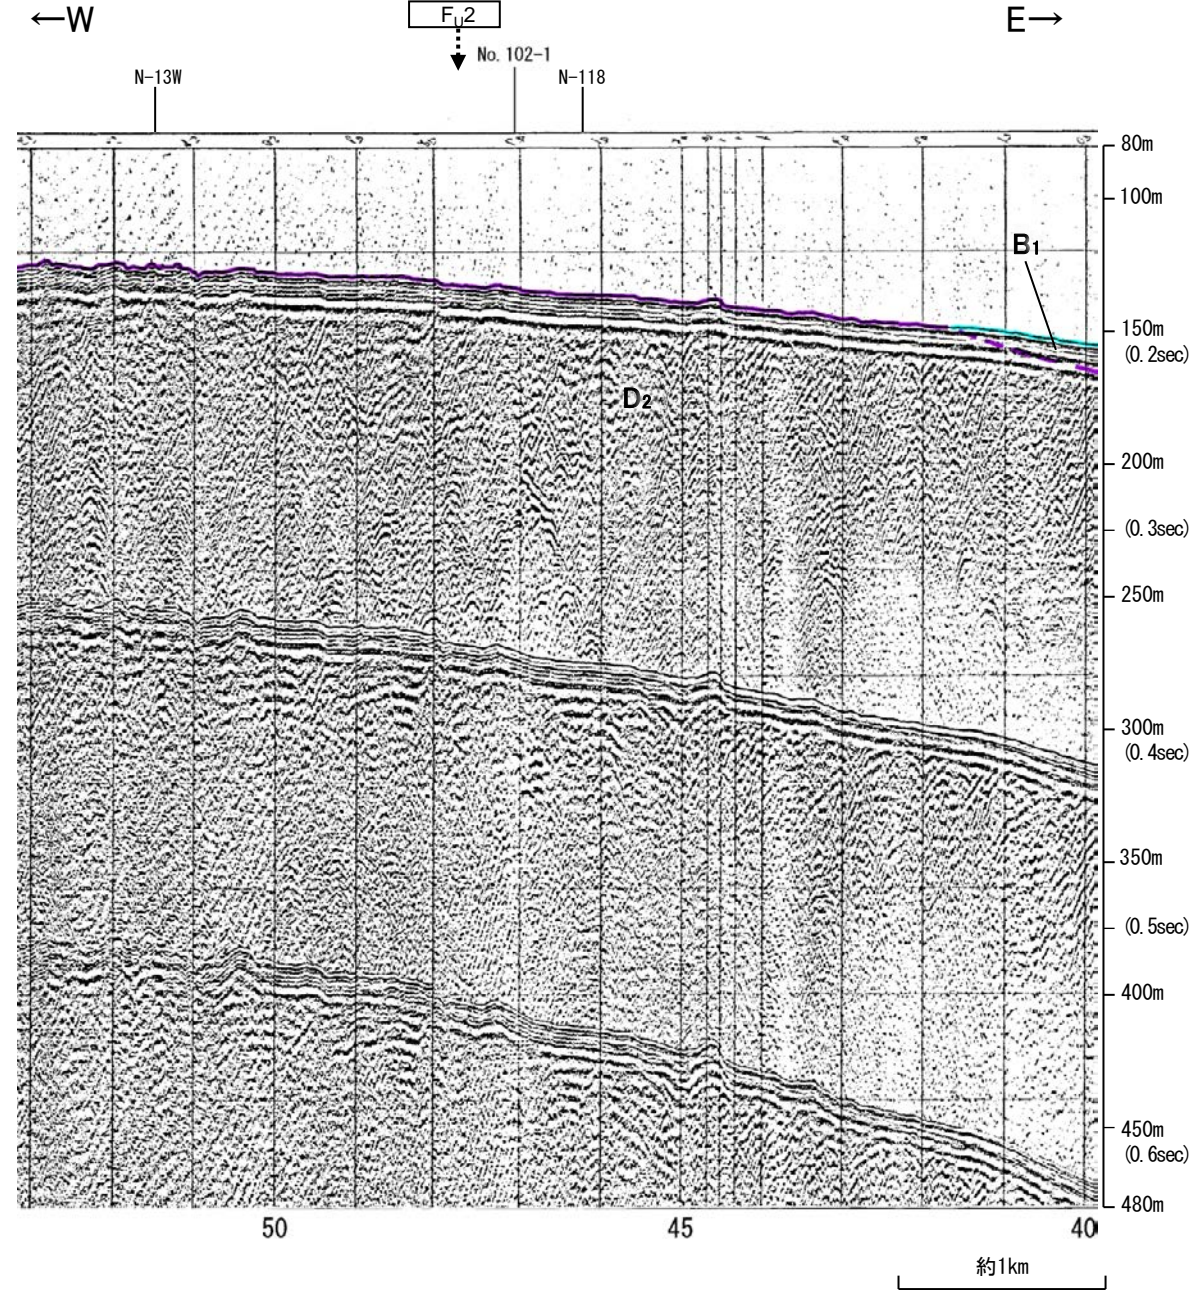 ←W
FU2
E→
No. 102-1
N-13W
N-118
80m
100m
B1
150m
(0.2sec)
D2
200m
(0.3sec)
250m
300m
(0.4sec)
350m
(0.5sec)
400m
450m
(0.6sec)
480m
50
45
40
約1km